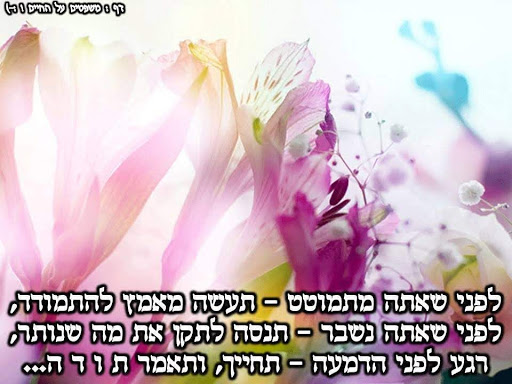 דף : משפטים על החיים ! :-)
לפני שאתה מתמוטט - תעשה מאמץ להתמודד,
לפני שאתה נשבר - תנסה לתקן את מה שנותר,
רגע לפני הדמעה - תחייך, ותאמר ת ו ד ה...